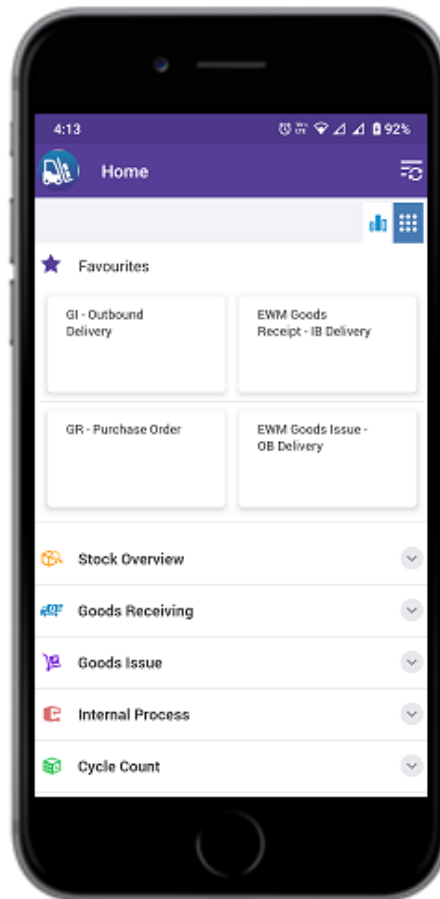 4:13 92%
Home
Favourites
GI - Outbound
Delivery
EWM Goods
Receipt - IB Delivery
GR - Purchase Order
EWM Goods Issue -
OB Delivery
Stock Overview
Goods Receiving
Goods Issue
Internal Process
Cycle Count